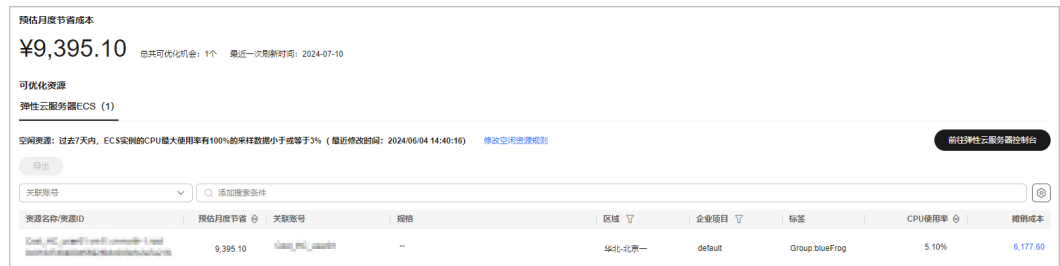 预估月度节省成本
¥9,395.10 总共可优化机会：1个 最近一次刷新时间：2024-07-10
可优化资源
弹性云服务器ECS（1）
空闲资源：过去7天内，ECS实例的CPU最大使用率有100%的采样数据小于或等于3%（最近修改时间：2024/06/04 14:40:16） 修改空闲资源规则 前往弹性云服务器控制台
导出
关联账号 添加搜索条件
资源名称/资源ID 预估月度节省 关联账号 规格 区域 企业项目 标签 CPU使用率 摊销成本
9,395.10 -- 华北-北京一 default Group:blueFrog 5.10% 6,177.60